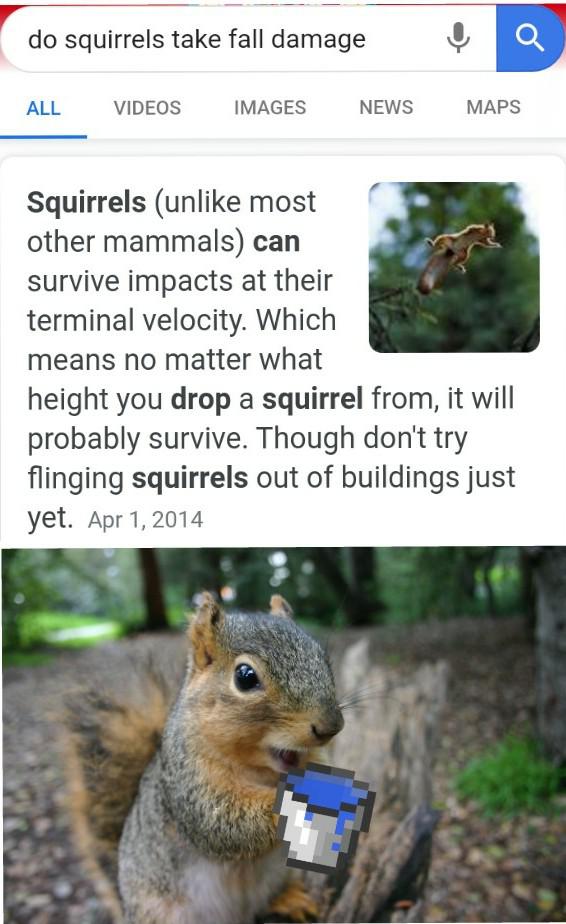 do squirrels take fall damage
ALL VIDEOS IMAGES NEWS MAPS
Squirrels (unlike most
other mammals) can
survive impacts at their
terminal velocity. Which
means no matter what
height you drop a squirrel from, it will
probably survive. Though don't try
flinging squirrels out of buildings just
yet. Apr 1, 2014